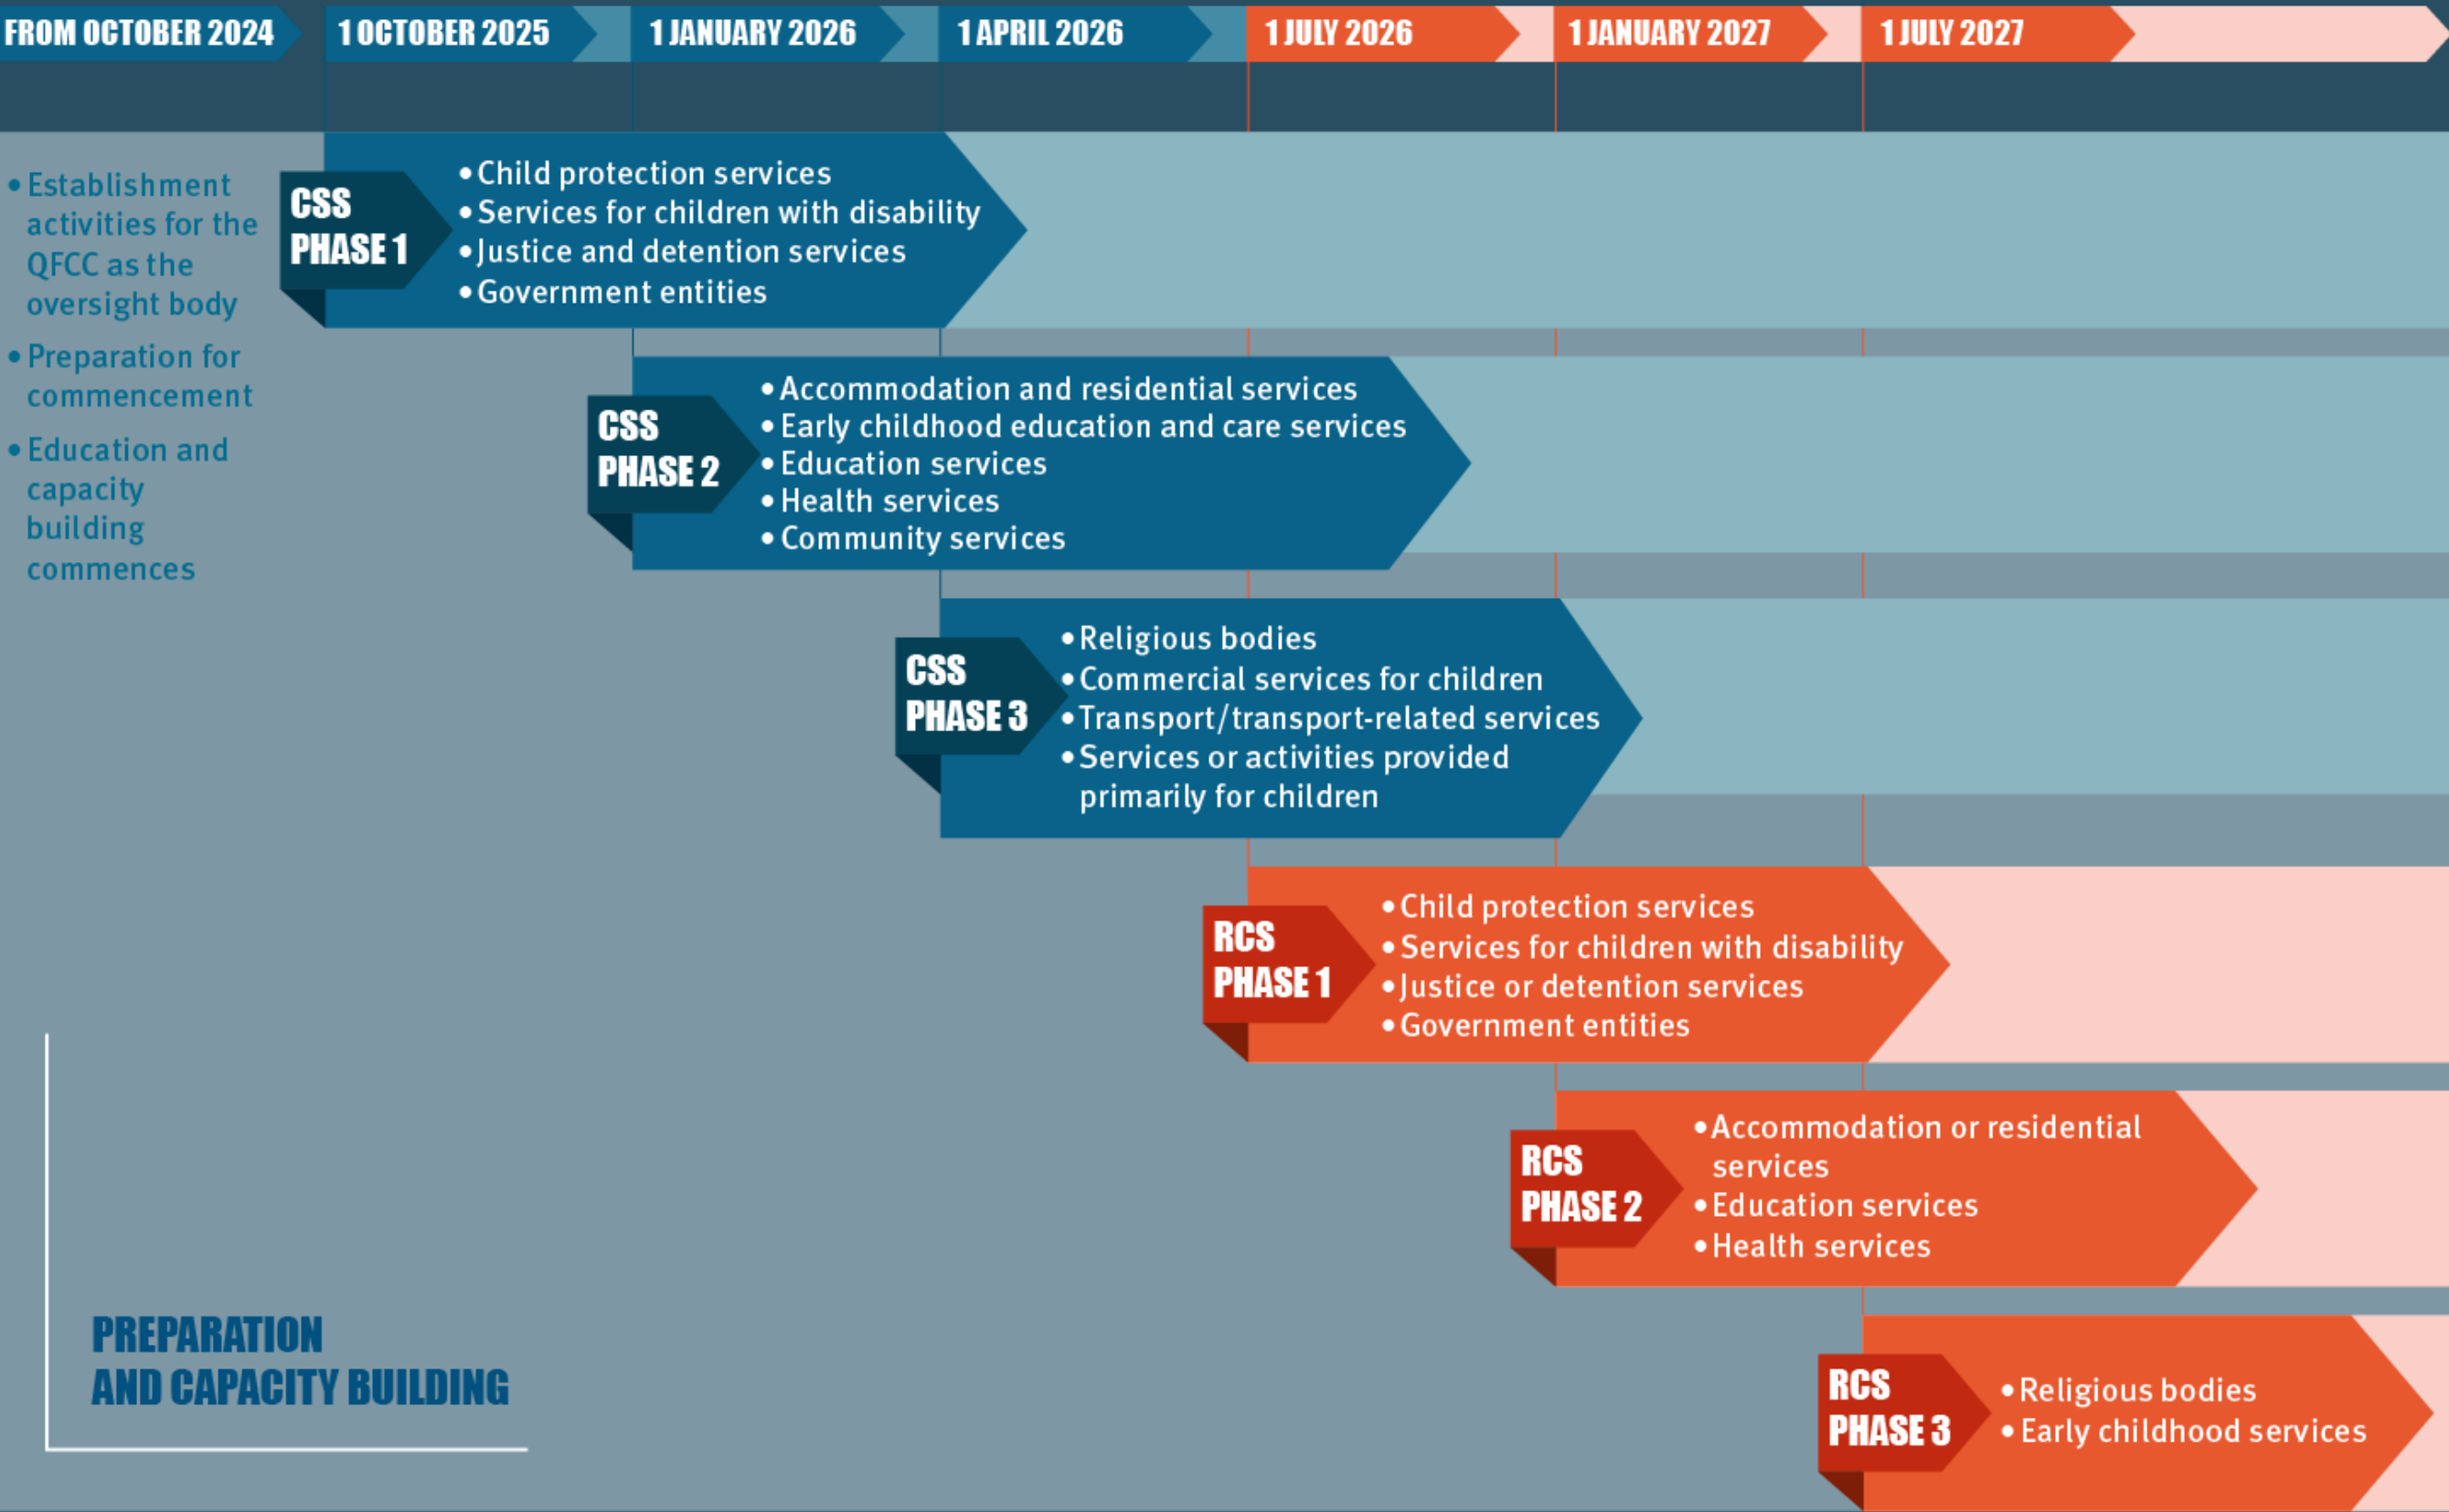 FROM OCTOBER 2024
1 OCTOBER 2025
1 JANUARY 2026
1 APRIL 2026
1 JULY 2026
1 JANUARY 2027
1 JULY 2027
• Establishment
activities for the
QFCC as the
oversight body
• Preparation for
commencement
• Education and
capacity
building
commences
CSS
PHASE 1
• Child protection services
• Services for children with disability
• Justice and detention services
• Government entities
CSS
PHASE 2
• Accommodation and residential services
• Early childhood education and care services
• Education services
• Health services
• Community services
CSS
PHASE 3
• Religious bodies
• Commercial services for children
• Transport/transport-related services
• Services or activities provided
primarily for children
RCS
PHASE 1
• Child protection services
• Services for children with disability
• Justice or detention services
• Government entities
RCS
PHASE 2
• Accommodation or residential
services
• Education services
• Health services
RCS
PHASE 3
• Religious bodies
• Early childhood services
PREPARATION
AND CAPACITY BUILDING